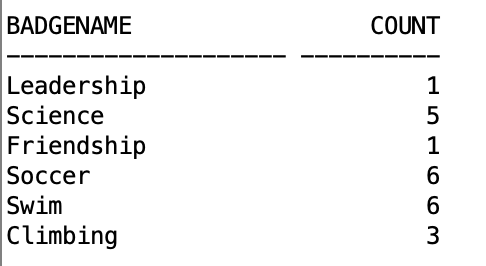 BADGENAME COUNT
-------------------- ----------
Leadership 1
Science 5
Friendship 1
Soccer 6
Swim 6
Climbing 3